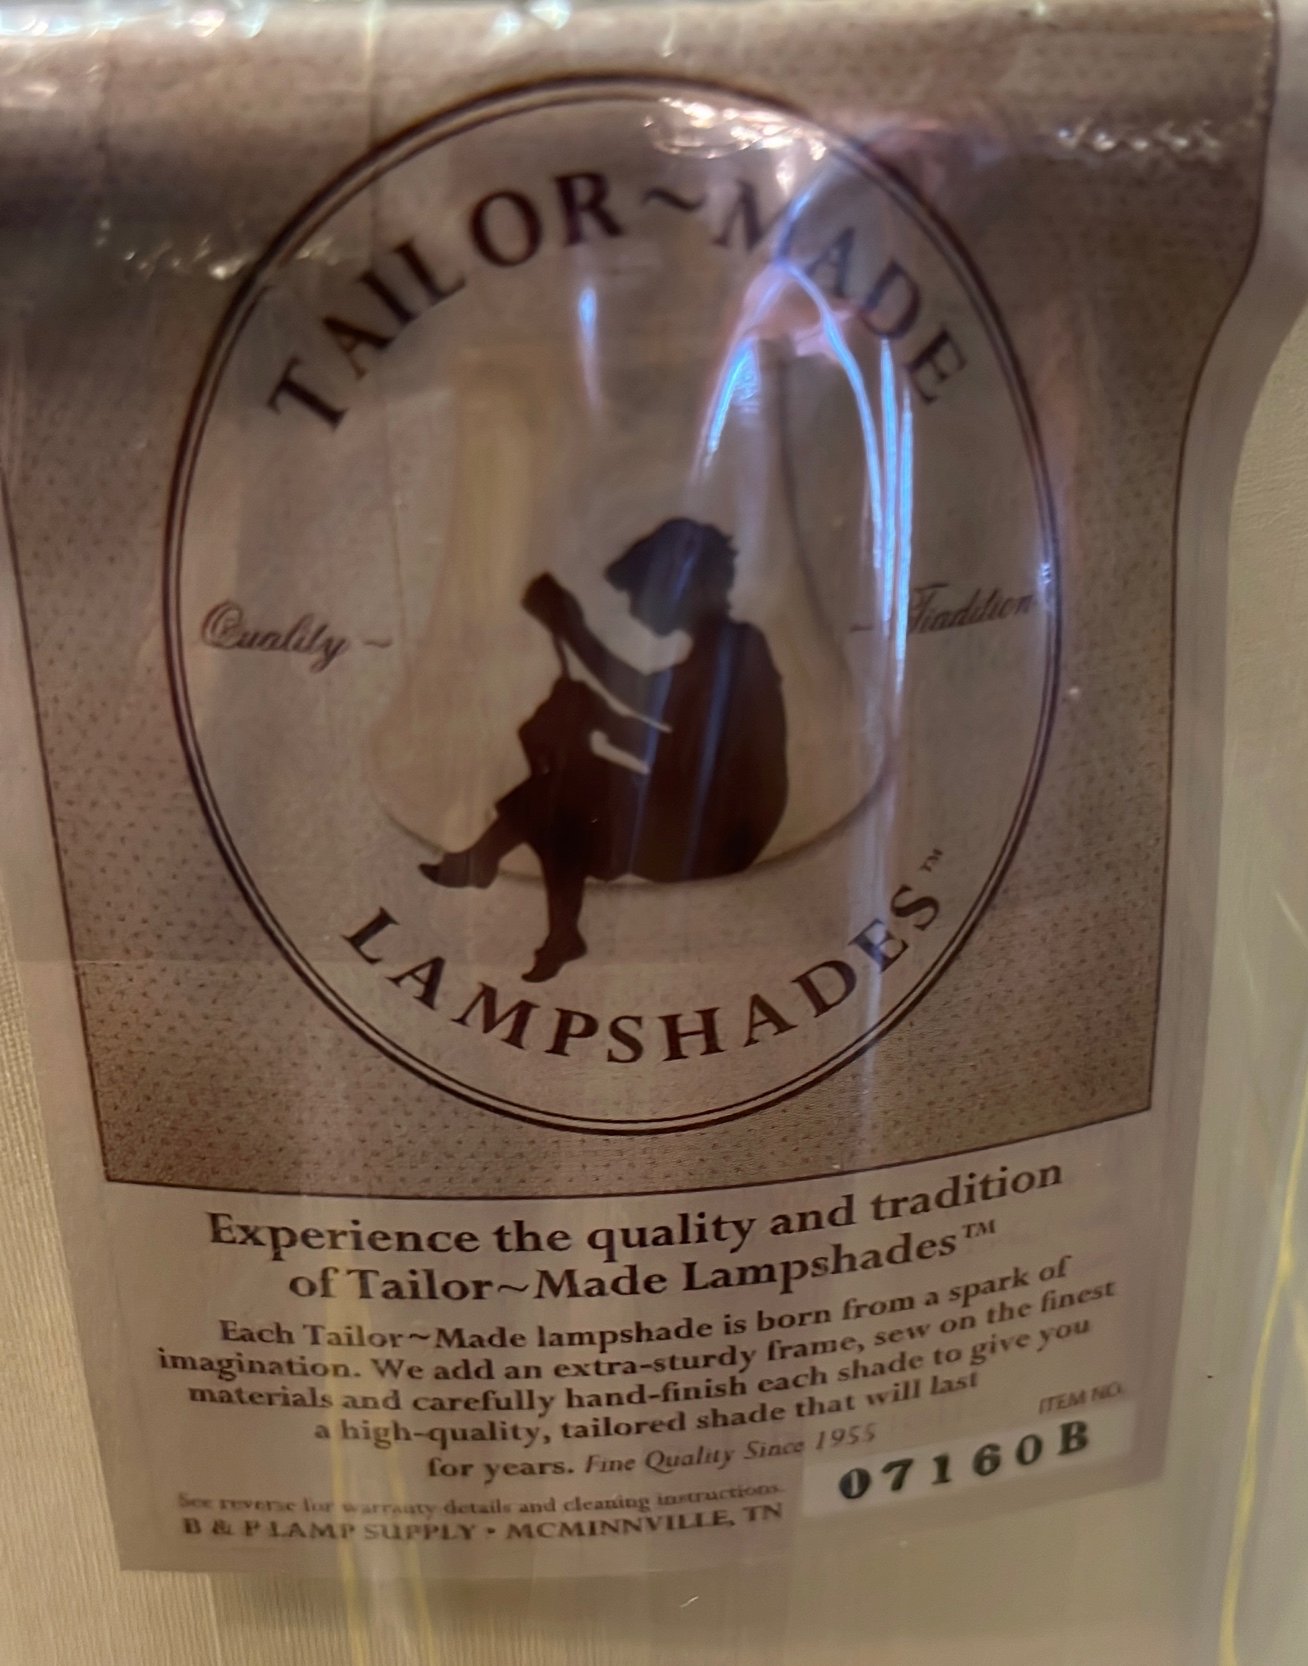 TAILOR~MADE
Quality ~
~ Tradition
LAMPSHADES™
Experience the quality and tradition
of Tailor~Made Lampshades™
Each Tailor~Made lampshade is born from a spark of
imagination. We add an extra-sturdy frame, sew on the finest
materials and carefully hand-finish each shade to give you
a high-quality, tailored shade that will last
for years. Fine Quality Since 1955
ITEM NO.
07160B
See reverse for warranty details and cleaning instructions.
B & P LAMP SUPPLY • MCMINNVILLE, TN